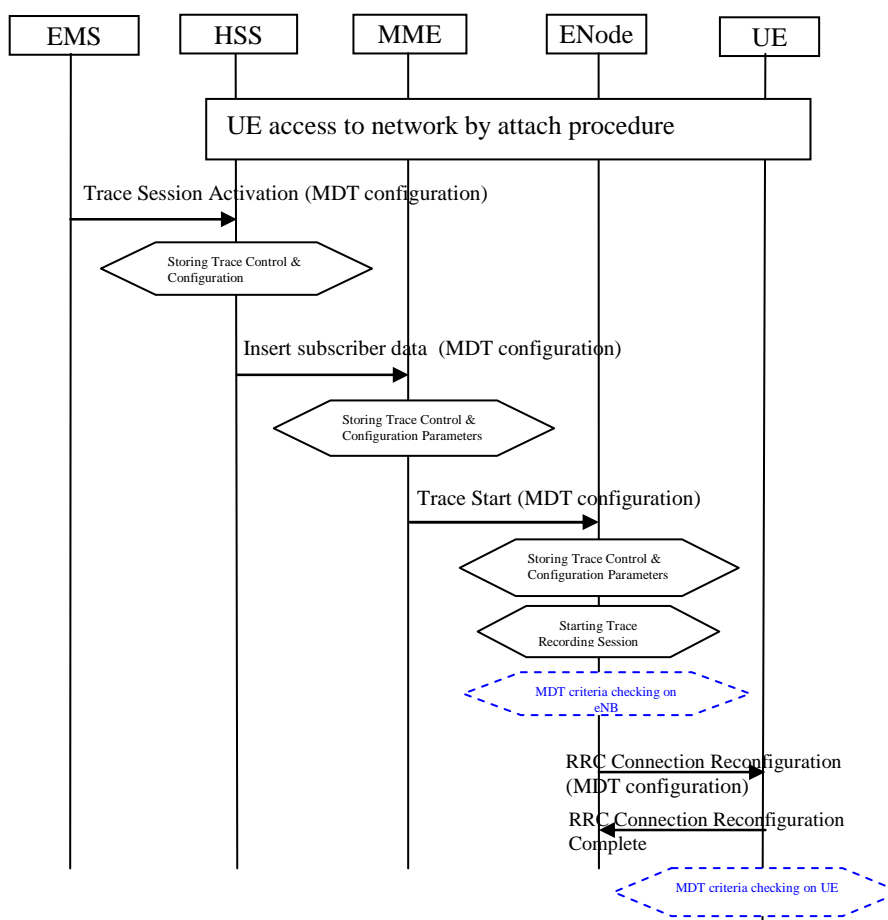 EMS
HSS
MME
ENode
UE
UE access to network by attach procedure
Trace Session Activation (MDT configuration)
Storing Trace Control &
Configuration
Insert subscriber data (MDT configuration)
Storing Trace Control &
Configuration Parameters
Trace Start (MDT configuration)
Storing Trace Control &
Configuration Parameters
Starting Trace
Recording Session
MDT criteria checking on
eNB
RRC Connection Reconfiguration
(MDT configuration)
RRC Connection Reconfiguration
Complete
MDT criteria checking on UE